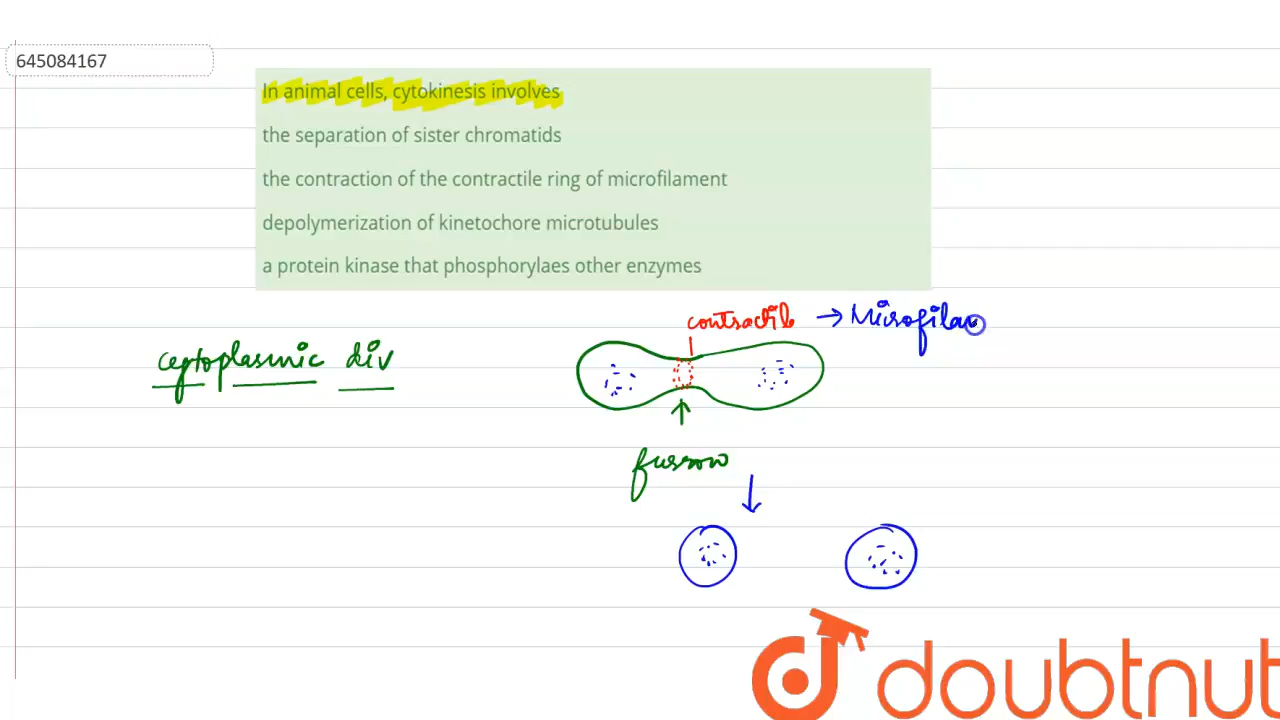 645084167
In animal cells, cytokinesis involves
the separation of sister chromatids
the contraction of the contractile ring of microfilament
depolymerization of kinetochore microtubules
a protein kinase that phosphorylaes other enzymes
contractile → Microfilam
cytoplasmic div
furrow
doubtnut